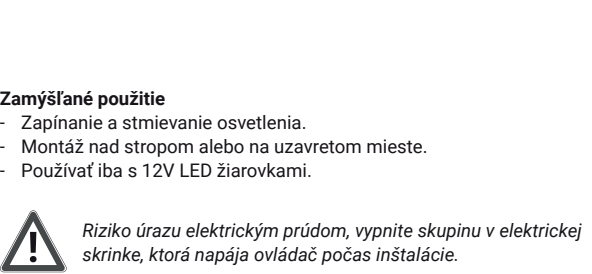 Zamýšľané použitie
- Zapínanie a stmievanie osvetlenia.
- Montáž nad stropom alebo na uzavretom mieste.
- Používať iba s 12V LED žiarovkami.
Riziko úrazu elektrickým prúdom, vypnite skupinu v elektrickej
skrinke, ktorá napája ovládač počas inštalácie.